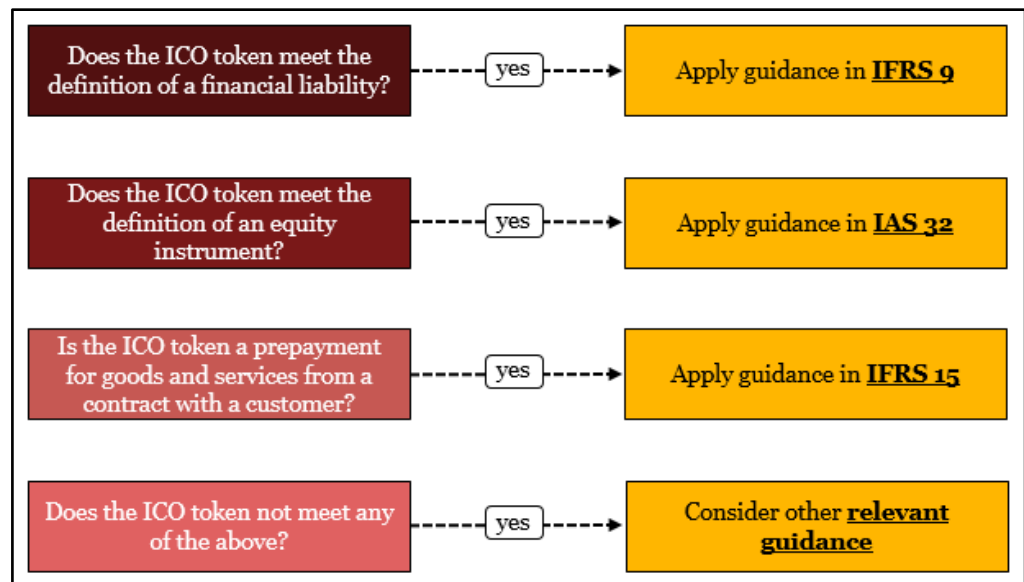 Does the ICO token meet the
definition of a financial liability?
yes
Apply guidance in IFRS 9
Does the ICO token meet the
definition of an equity
instrument?
yes
Apply guidance in IAS 32
Is the ICO token a prepayment
for goods and services from a
contract with a customer?
yes
Apply guidance in IFRS 15
Does the ICO token not meet any
of the above?
yes
Consider other relevant
guidance